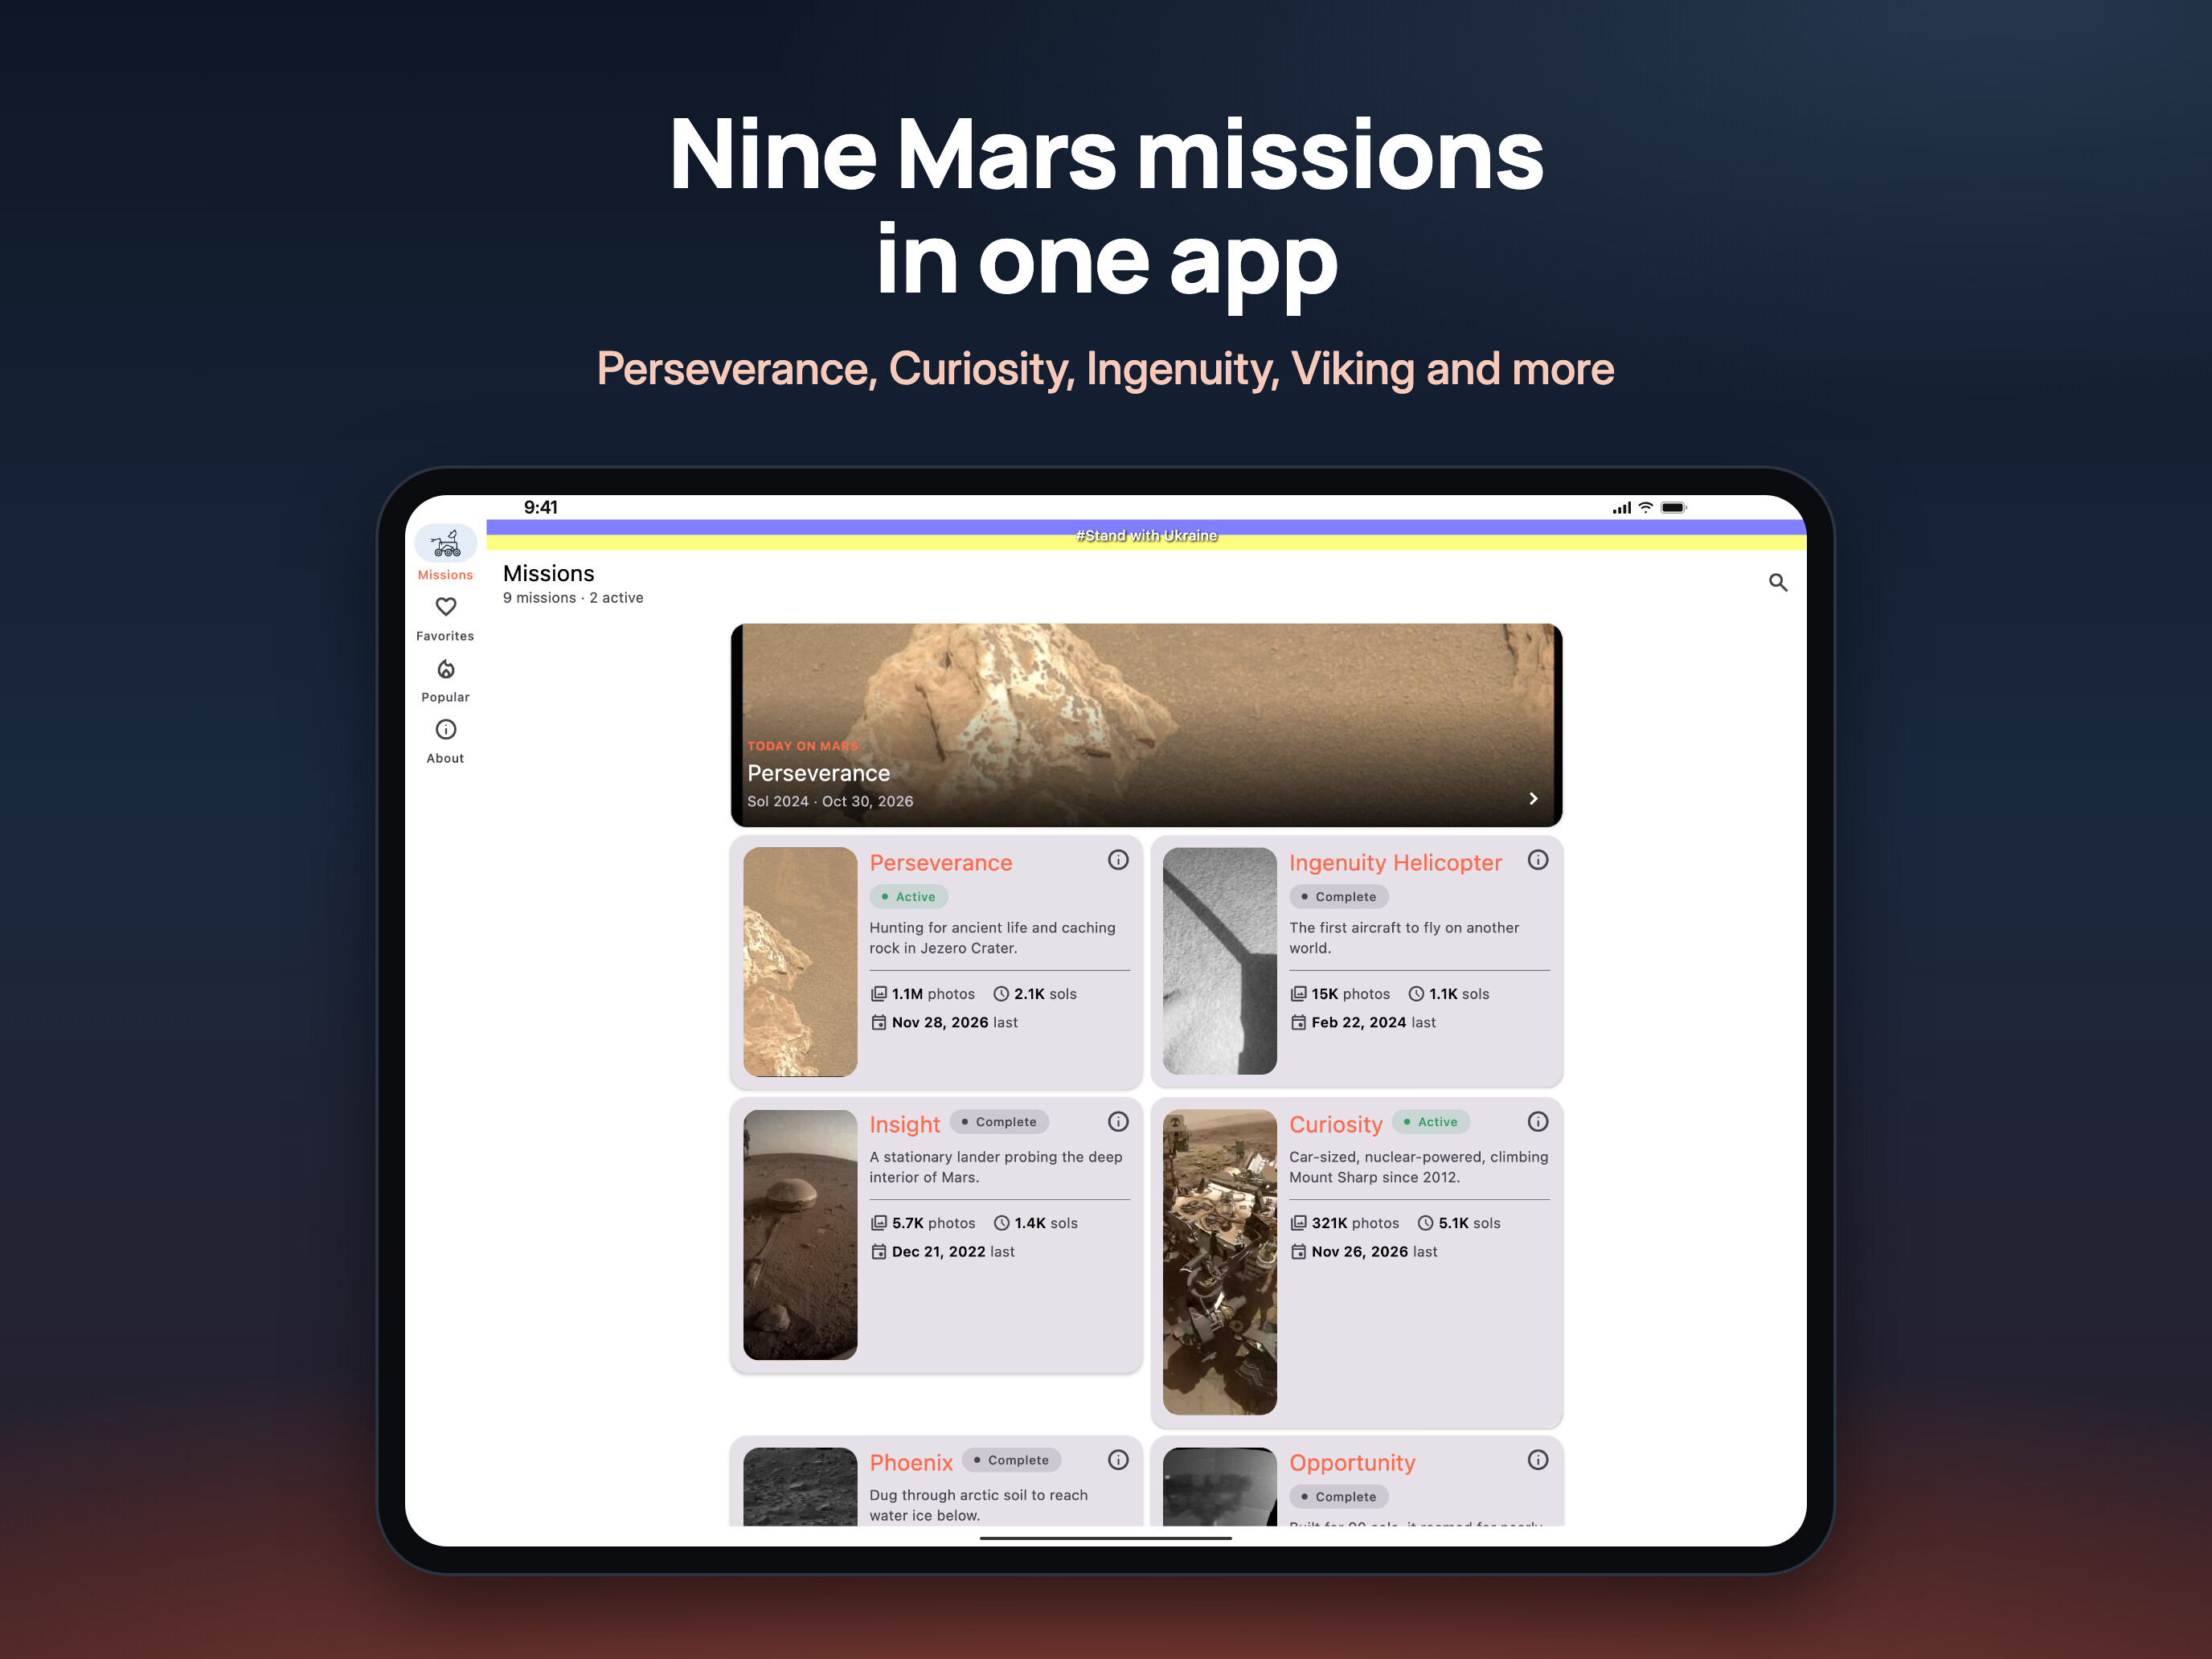 Nine Mars missions
in one app
Perseverance, Curiosity, Ingenuity, Viking and more
9:41
#Stand with Ukraine
Missions
Favorites
Popular
About
Missions
9 missions · 2 active
TODAY ON MARS
Perseverance
Sol 2024 · Oct 30, 2026
Perseverance
Active
Hunting for ancient life and caching
rock in Jezero Crater.
1.1M photos 2.1K sols
Nov 28, 2026 last
Ingenuity Helicopter
Complete
The first aircraft to fly on another
world.
15K photos 1.1K sols
Feb 22, 2024 last
Insight Complete
A stationary lander probing the deep
interior of Mars.
5.7K photos 1.4K sols
Dec 21, 2022 last
Curiosity Active
Car-sized, nuclear-powered, climbing
Mount Sharp since 2012.
321K photos 5.1K sols
Nov 26, 2026 last
Phoenix Complete
Dug through arctic soil to reach
water ice below.
Opportunity
Complete